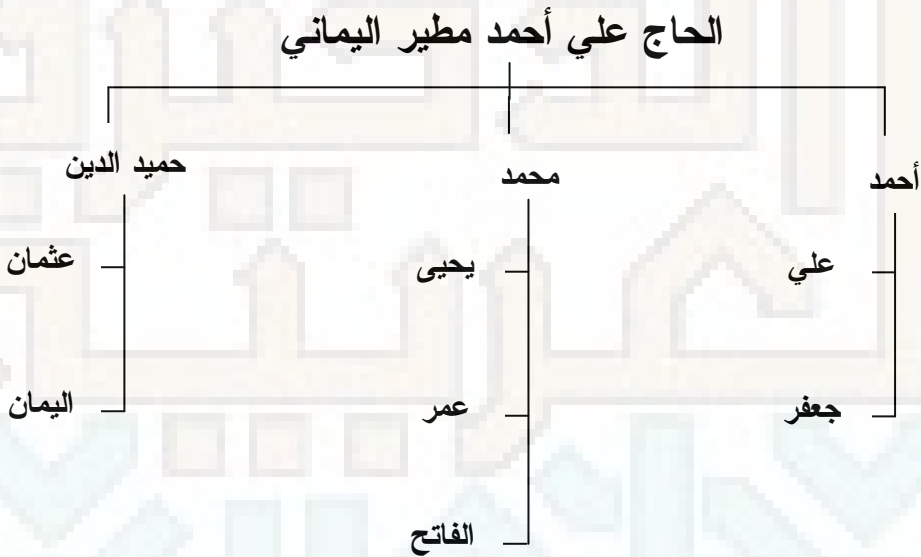 الحاج علي أحمد مطير اليماني
أحمد
محمد
حميد الدين
علي
يحيى
عثمان
جعفر
عمر
اليمان
الفاتح